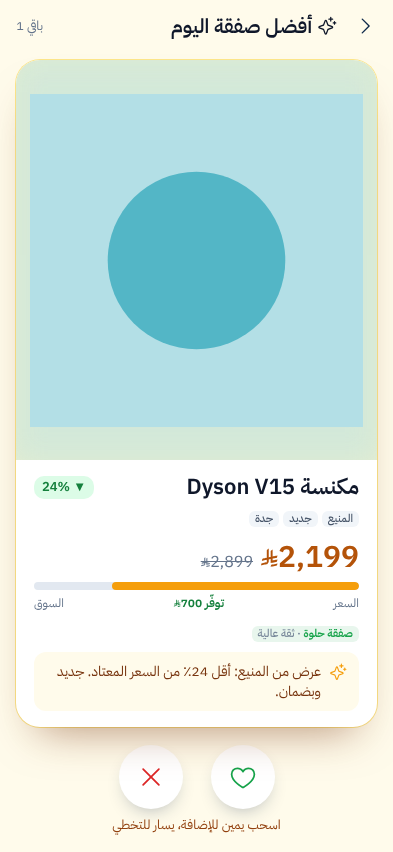 أفضل صفقة اليوم
باقي 1
مكنسة Dyson V15
▼ 24%
المنيع
جديد
جدة
2,199 2,899
السعر
توفّر 700
السوق
صفقة حلوة · ثقة عالية
عرض من المنيع: أقل 24٪ من السعر المعتاد. جديد
وبضمان.
اسحب يمين للإضافة، يسار للتخطي